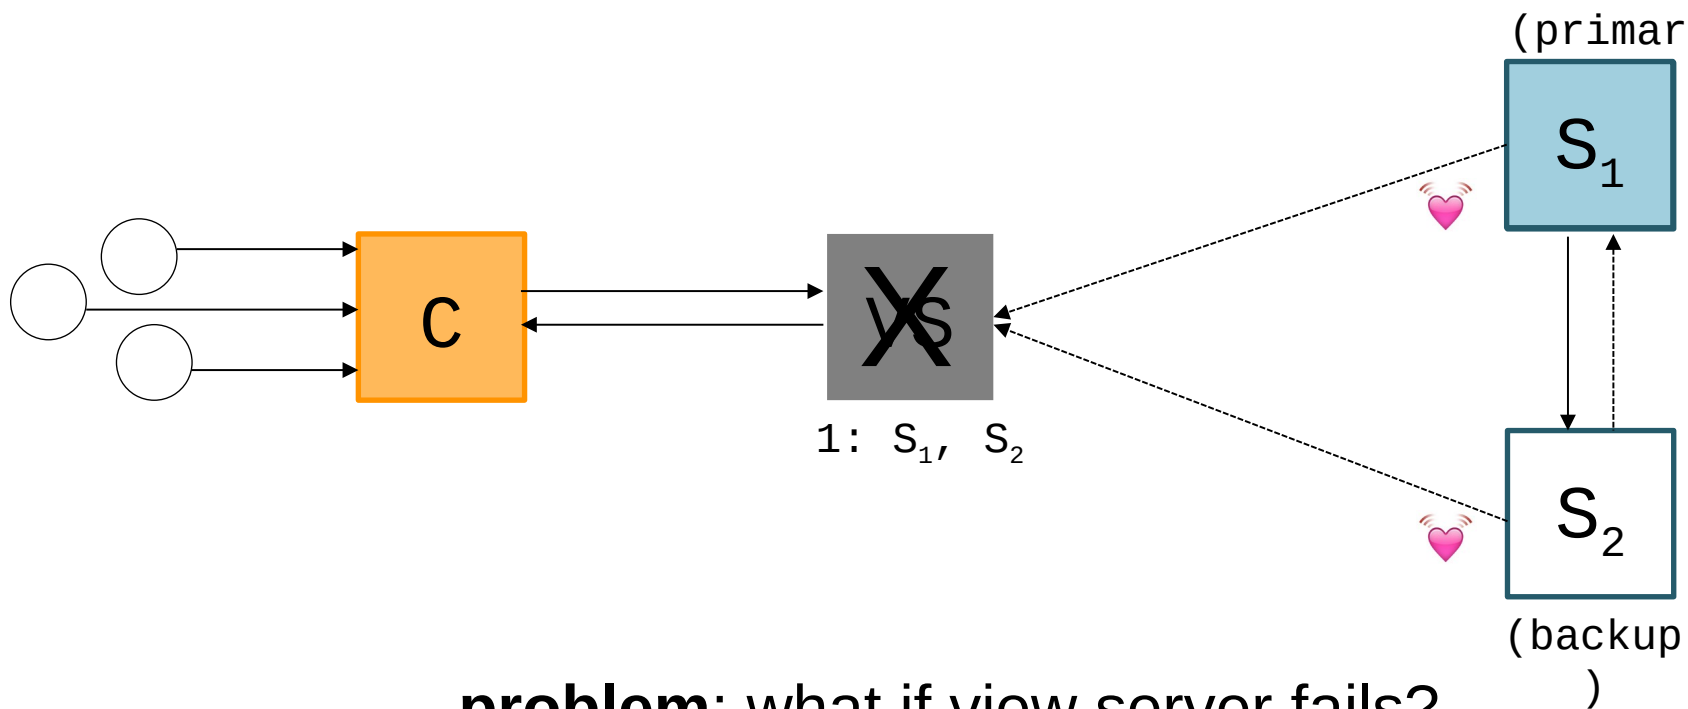 (primar
S₁
C
VS
X
1: S₁, S₂
S₂
(backup
)
problem: what if view server fails?